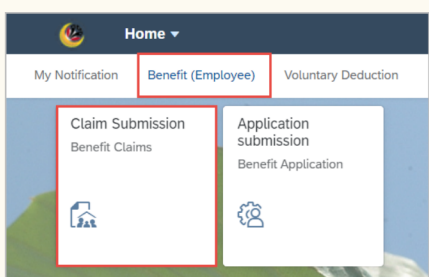 Home
My Notification
Benefit (Employee)
Voluntary Deduction
Claim Submission
Benefit Claims
Application
submission
Benefit Application